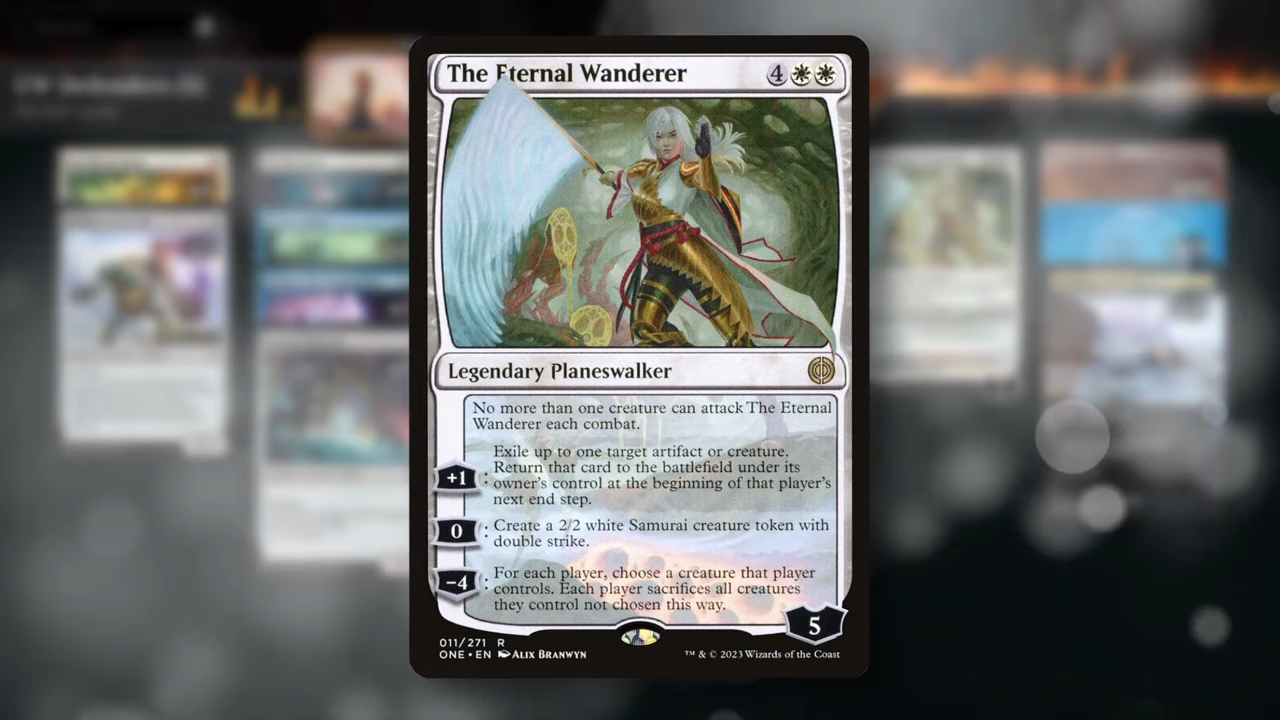 The Eternal Wanderer 4
Legendary Planeswalker
No more than one creature can attack The Eternal
Wanderer each combat.
+1: Exile up to one target artifact or creature.
Return that card to the battlefield under its
owner's control at the beginning of that player's
next end step.
0: Create a 2/2 white Samurai creature token with
double strike.
−4: For each player, choose a creature that player
controls. Each player sacrifices all creatures
they control not chosen this way.
5
011/271 R
ONE • EN ALIX BRANWYN
™ & © 2023 Wizards of the Coast